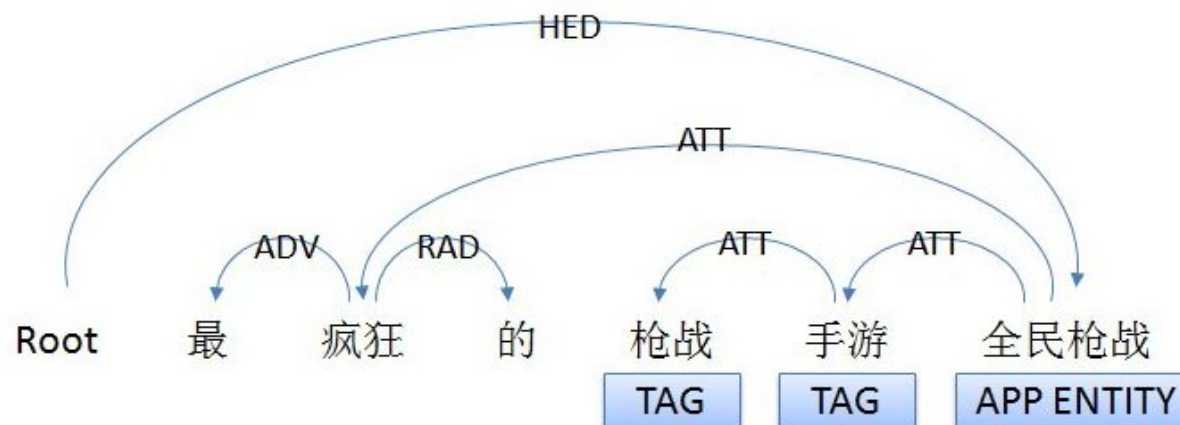 HED
ATT
ADV RAD ATT ATT
Root 最 疯狂 的 枪战 手游 全民枪战
TAG TAG APP ENTITY